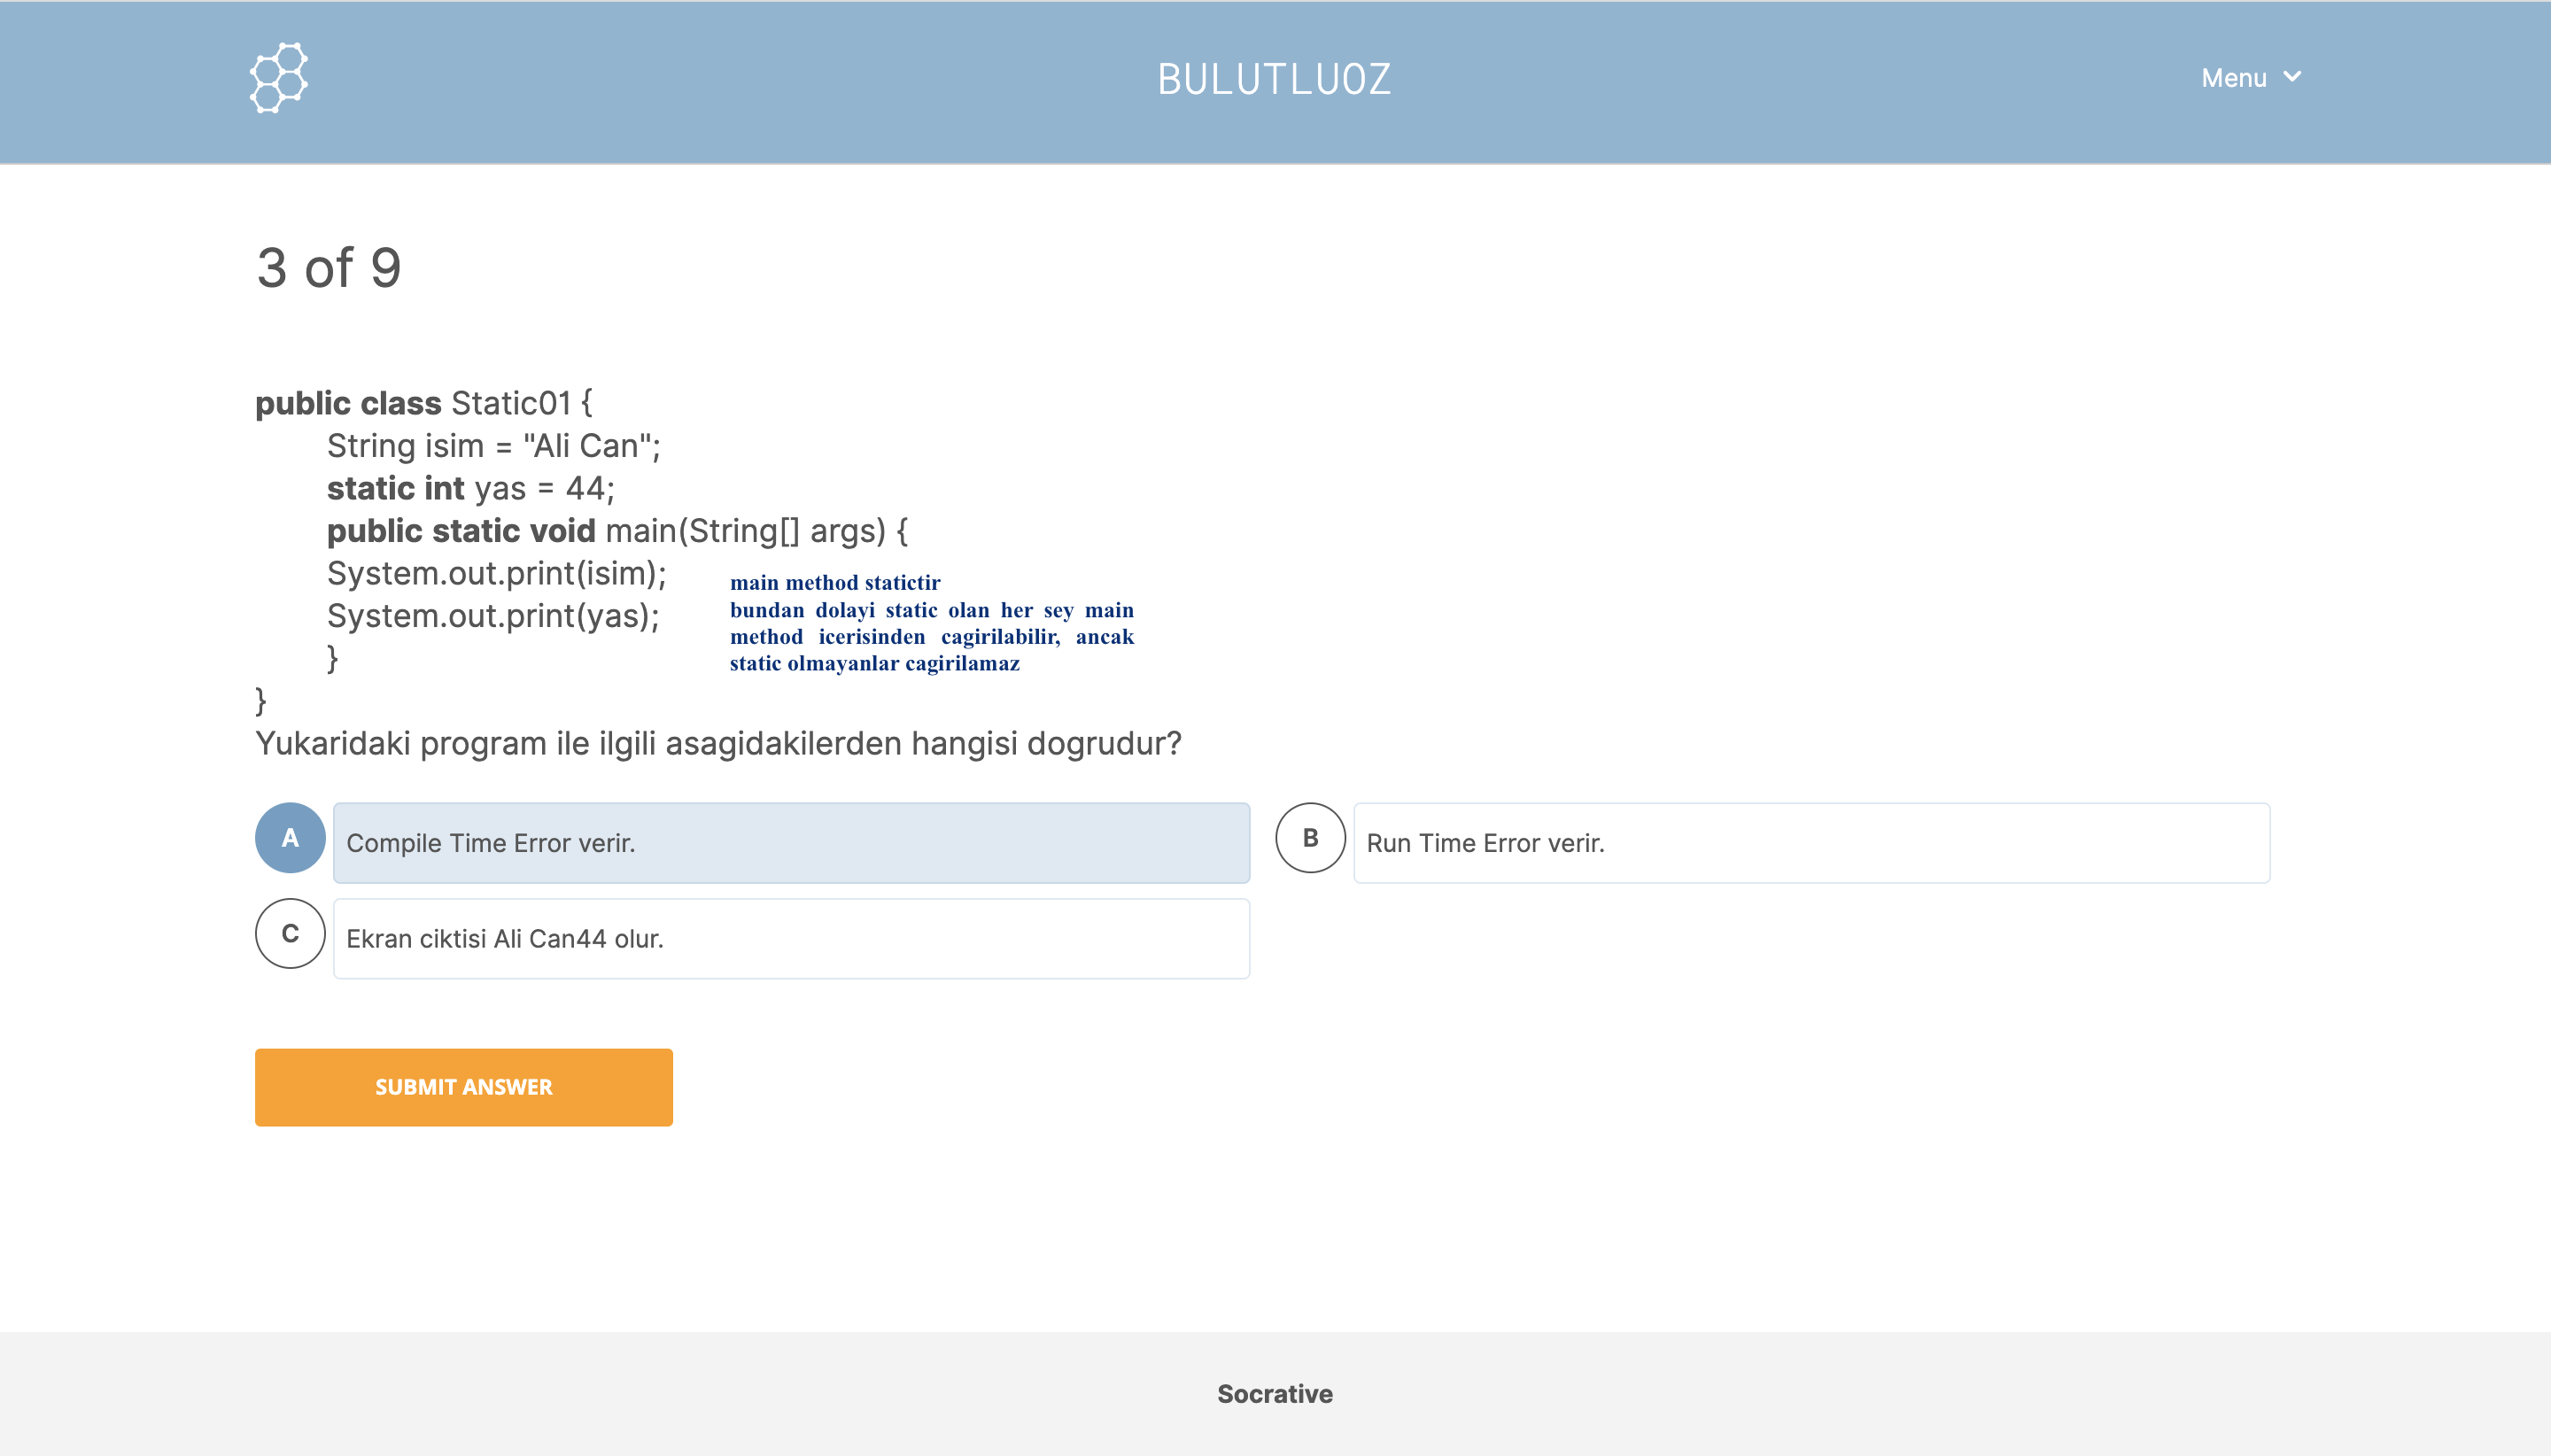 BULUTLUOZ
Menu
3 of 9
public class Static01 {
String isim = "Ali Can";
static int yas = 44;
public static void main(String[] args) {
System.out.print(isim);
System.out.print(yas);
}
}
main method statictir
bundan dolayi static olan her sey main
method icerisinden cagirilabilir, ancak
static olmayanlar cagirilamaz
Yukaridaki program ile ilgili asagidakilerden hangisi dogrudur?
A Compile Time Error verir.
B Run Time Error verir.
C Ekran ciktisi Ali Can44 olur.
SUBMIT ANSWER
Socrative